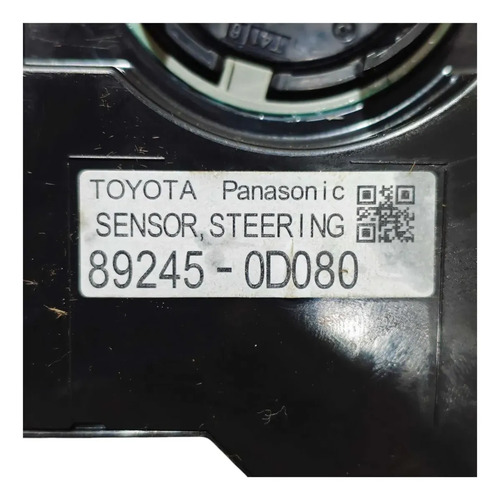 TOYOTA Panasonic
SENSOR, STEERING
89245-0D080